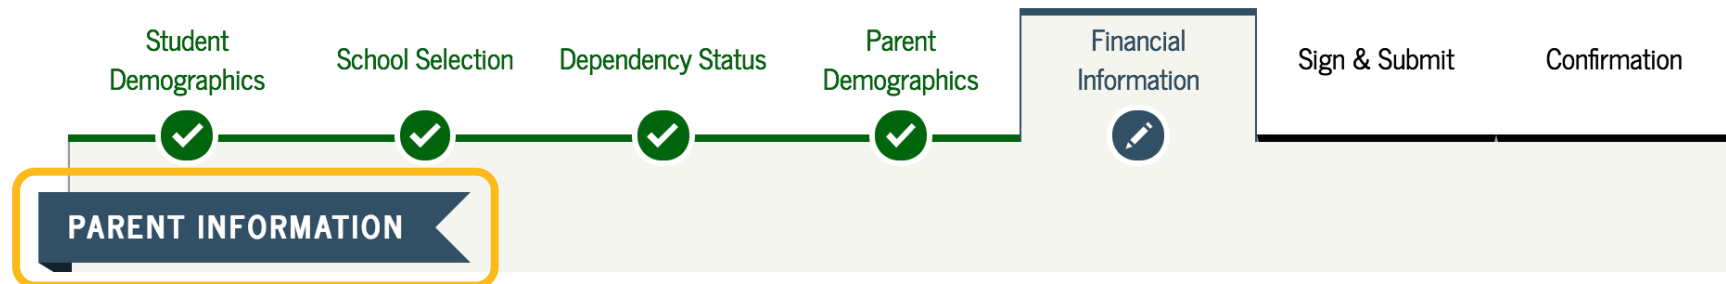 Student
Demographics
School Selection
Dependency Status
Parent
Demographics
Financial
Information
Sign & Submit
Confirmation
PARENT INFORMATION